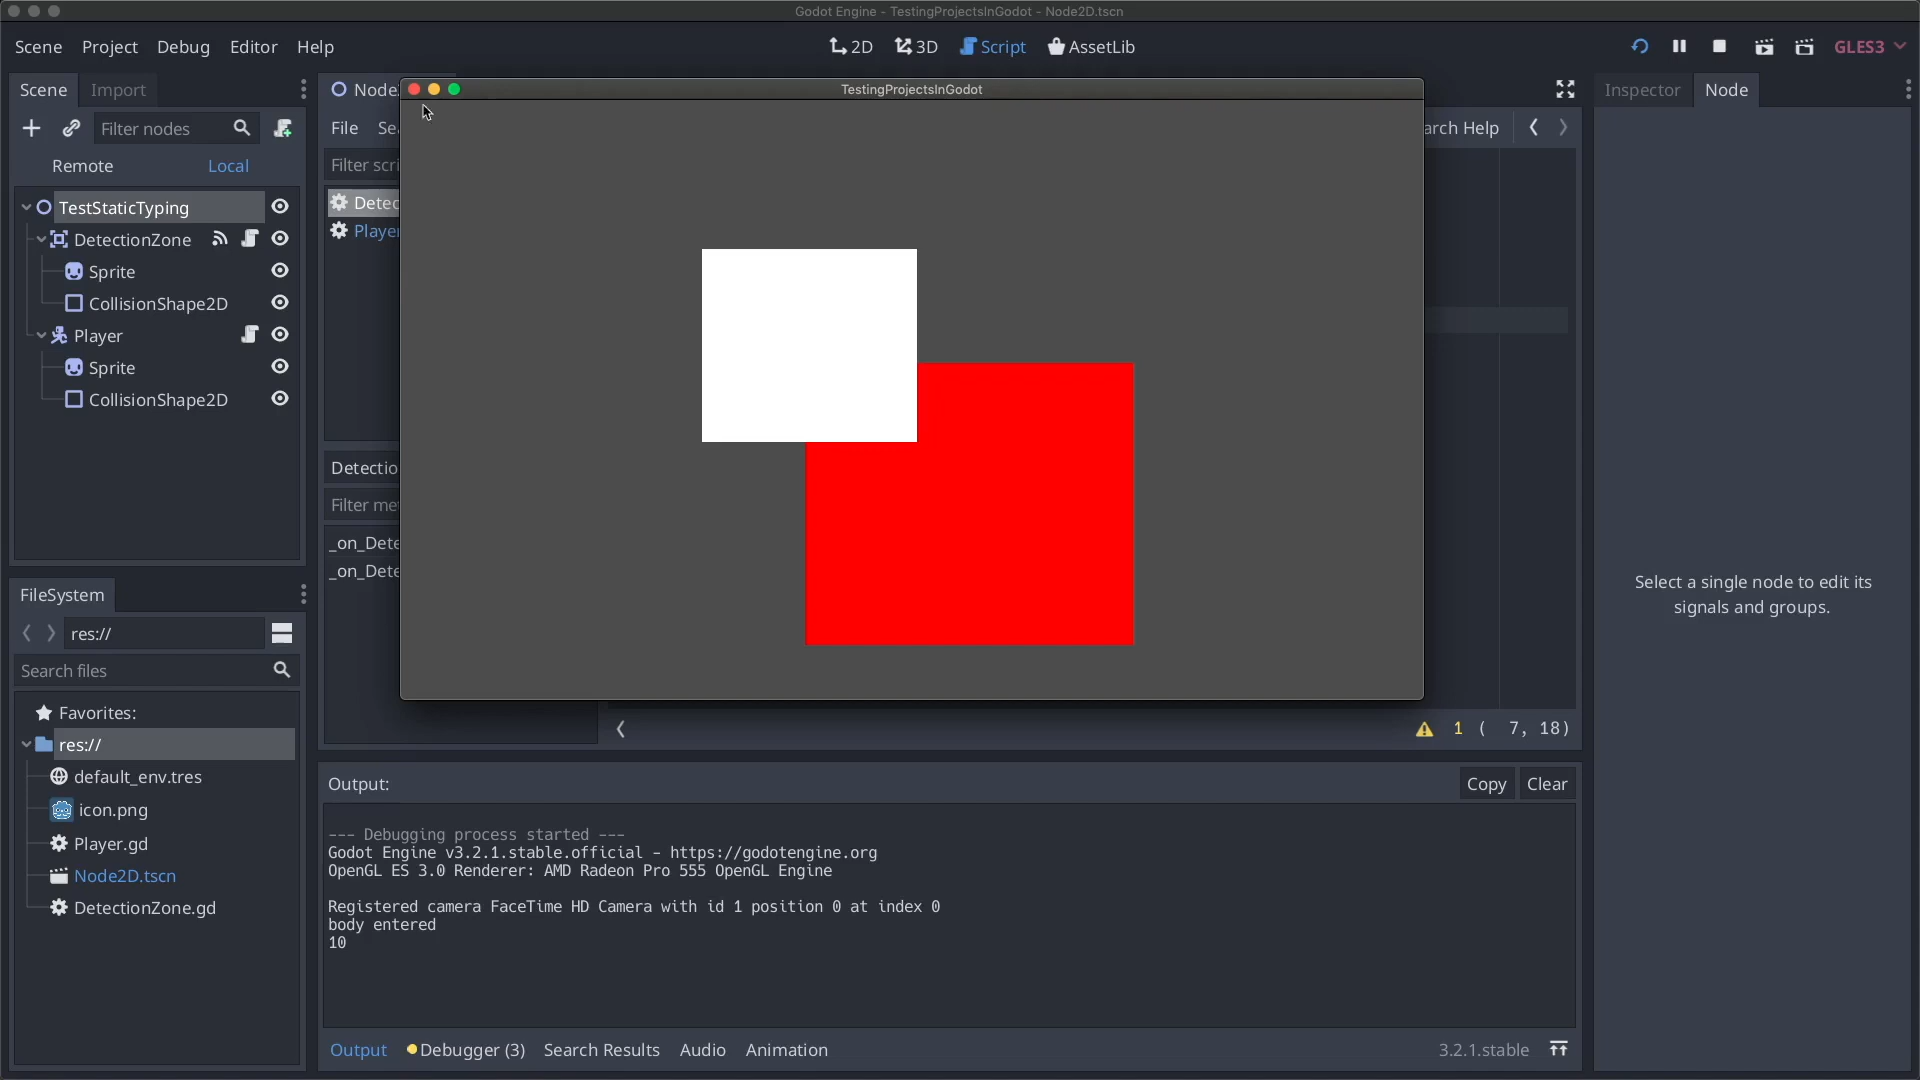 Godot Engine - TestingProjectsInGodot - Node2D.tscn
Scene Project Debug Editor Help
2D 3D Script AssetLib
GLES3
Scene Import
Filter nodes
Remote Local
TestStaticTyping
DetectionZone
Sprite
CollisionShape2D
Player
Sprite
CollisionShape2D
FileSystem
res://
Search files
Favorites:
res://
default_env.tres
icon.png
Player.gd
Node2D.tscn
DetectionZone.gd
Node2
File Sea
Filter scri
Detec
Player
Detectio
Filter me
_on_Dete
_on_Dete
TestingProjectsInGodot
arch Help
1 ( 7, 18)
Output: Copy Clear
--- Debugging process started ---
Godot Engine v3.2.1.stable.official - https://godotengine.org
OpenGL ES 3.0 Renderer: AMD Radeon Pro 555 OpenGL Engine
Registered camera FaceTime HD Camera with id 1 position 0 at index 0
body entered
10
Output Debugger (3) Search Results Audio Animation
3.2.1.stable
Inspector Node
Select a single node to edit its
signals and groups.